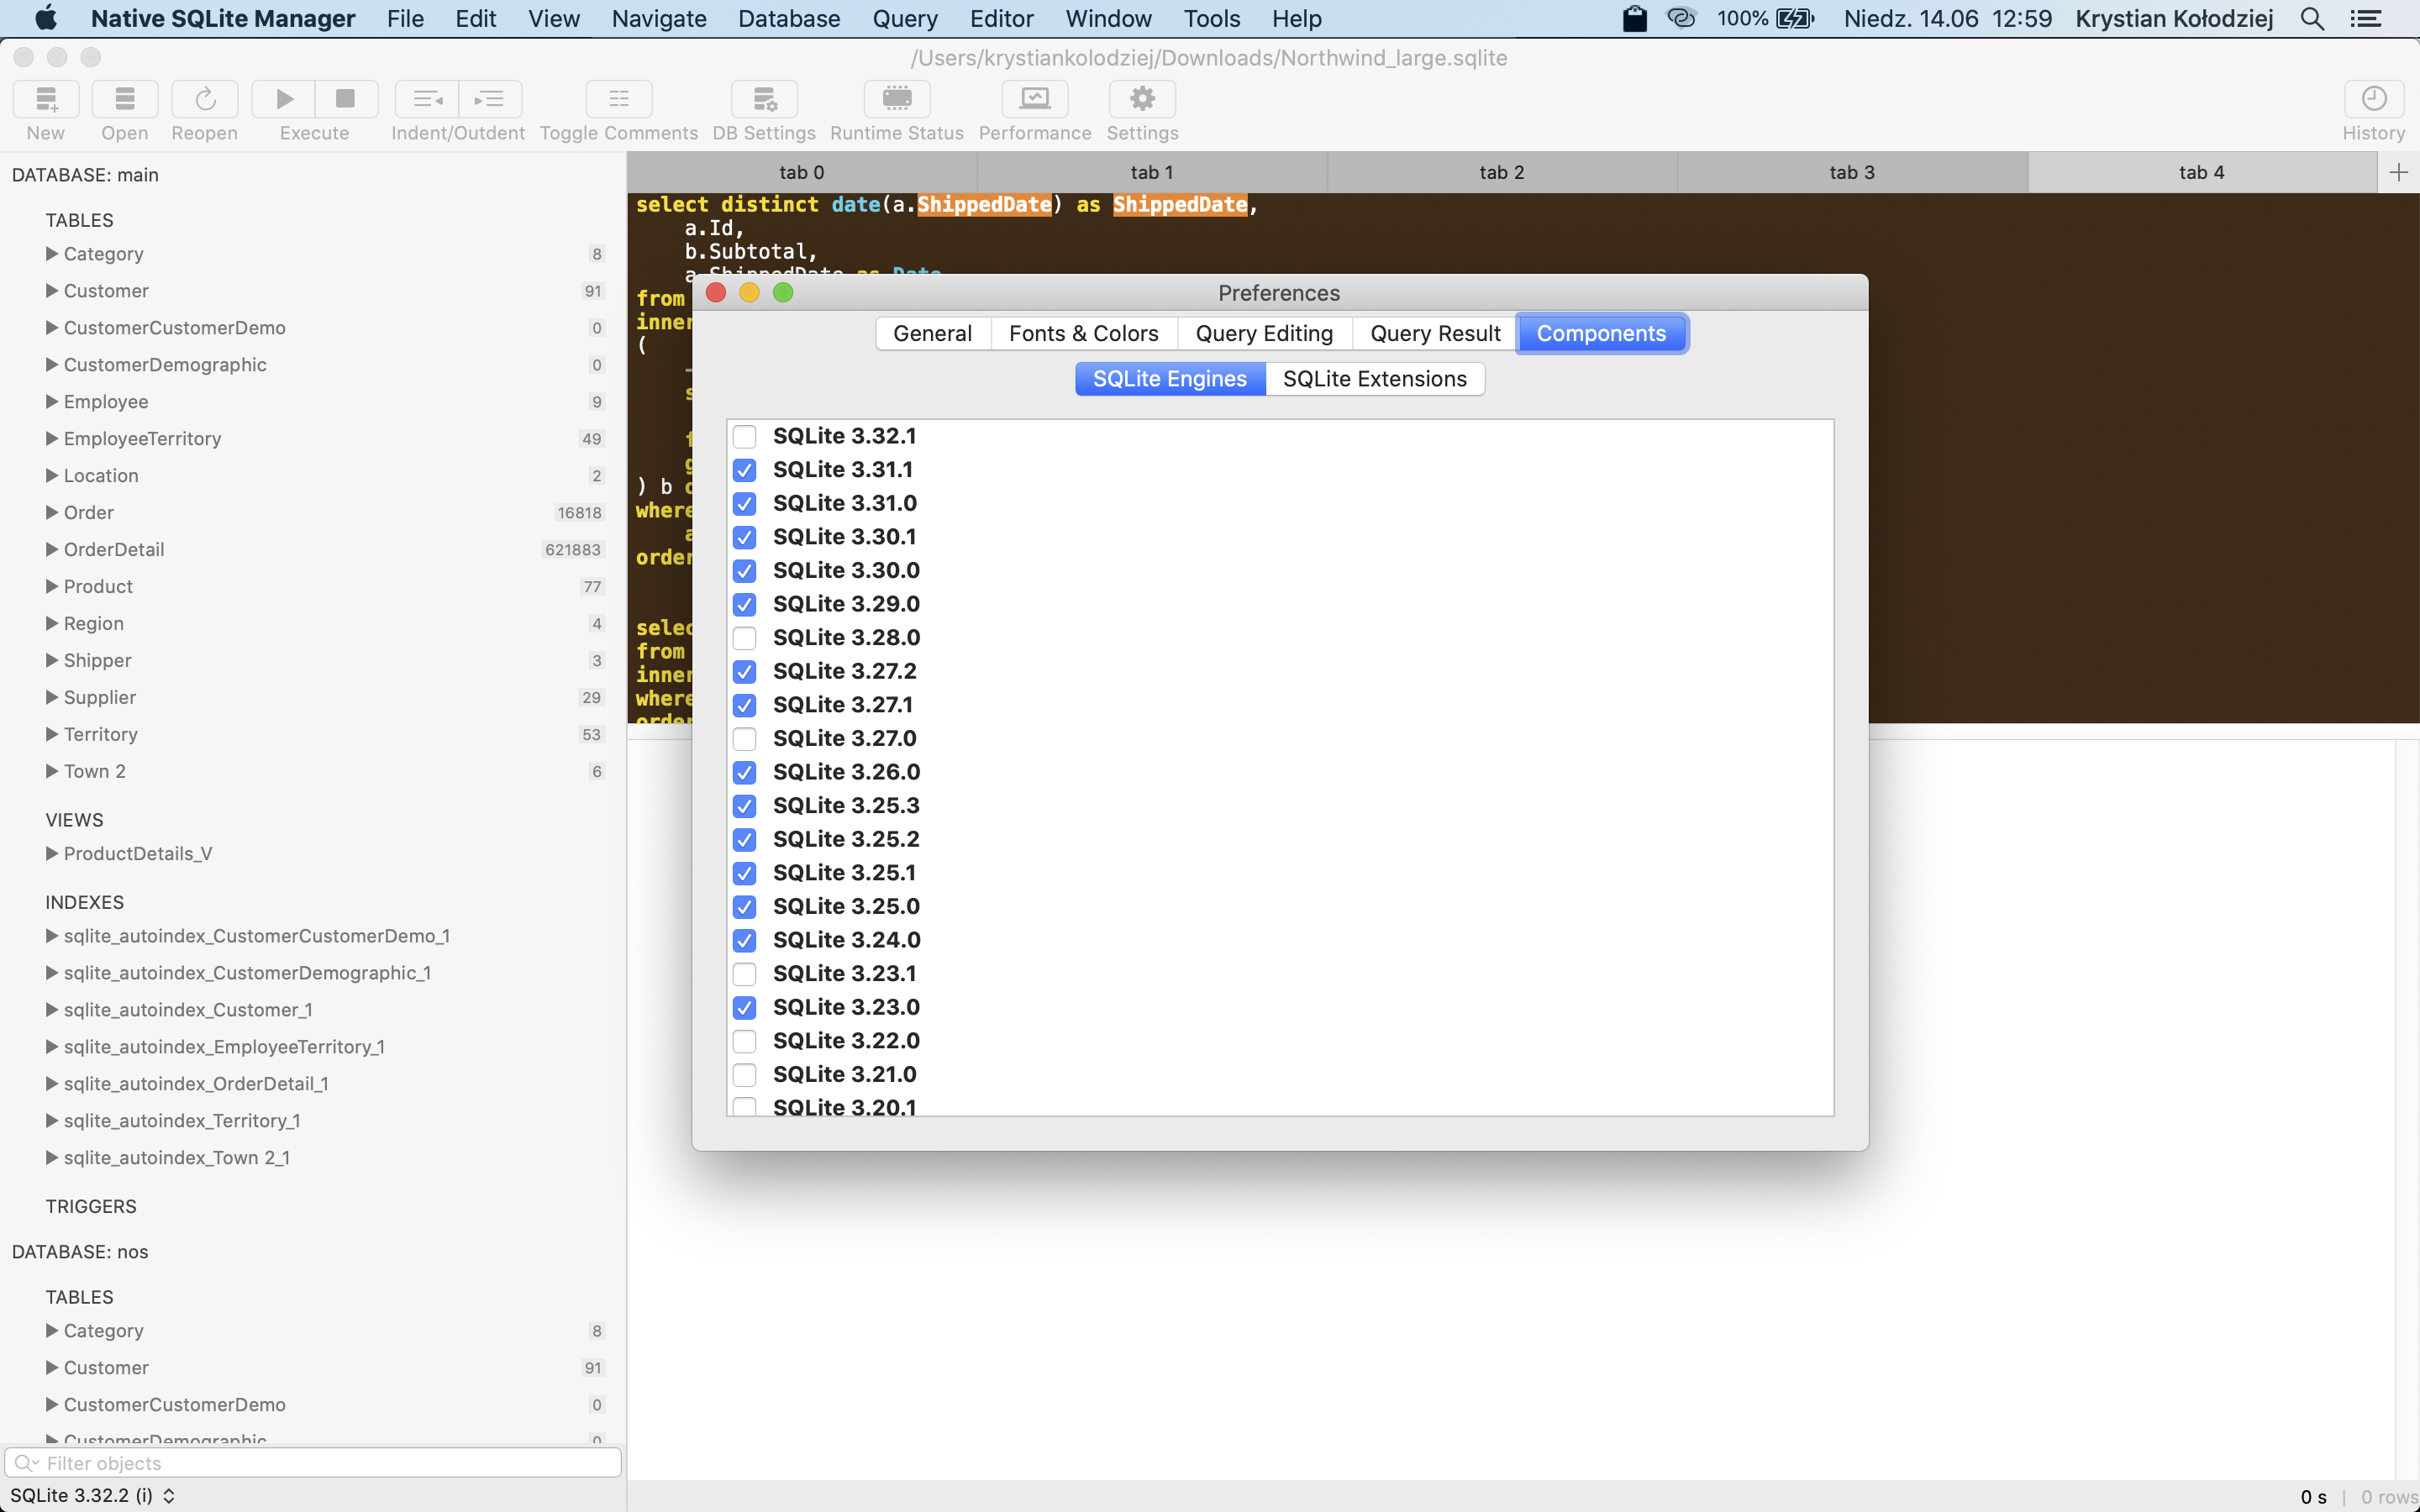 Native SQLite Manager File Edit View Navigate Database Query Editor Window Tools Help 100% Niedz. 14.06 12:59 Krystian Kołodziej
/Users/krystiankolodziej/Downloads/Northwind_large.sqlite
New Open Reopen Execute Indent/Outdent Toggle Comments DB Settings Runtime Status Performance Settings History
DATABASE: main
TABLES
Category 8
Customer 91
CustomerCustomerDemo 0
CustomerDemographic 0
Employee 9
EmployeeTerritory 49
Location 2
Order 16818
OrderDetail 621883
Product 77
Region 4
Shipper 3
Supplier 29
Territory 53
Town 2 6
VIEWS
ProductDetails_V
INDEXES
sqlite_autoindex_CustomerCustomerDemo_1
sqlite_autoindex_CustomerDemographic_1
sqlite_autoindex_Customer_1
sqlite_autoindex_EmployeeTerritory_1
sqlite_autoindex_OrderDetail_1
sqlite_autoindex_Territory_1
sqlite_autoindex_Town 2_1
TRIGGERS
DATABASE: nos
TABLES
Category 8
Customer 91
CustomerCustomerDemo 0
CustomerDemographic 0
Filter objects
SQLite 3.32.2 (i)
tab 0 tab 1 tab 2 tab 3 tab 4
select distinct date(a.ShippedDate) as ShippedDate,
a.Id,
b.Subtotal,
a.ShippedDate as Date
from
inner
(
) b
where
order
from
inner
where
order
Preferences
General Fonts & Colors Query Editing Query Result Components
SQLite Engines SQLite Extensions
SQLite 3.32.1
SQLite 3.31.1
SQLite 3.31.0
SQLite 3.30.1
SQLite 3.30.0
SQLite 3.29.0
SQLite 3.28.0
SQLite 3.27.2
SQLite 3.27.1
SQLite 3.27.0
SQLite 3.26.0
SQLite 3.25.3
SQLite 3.25.2
SQLite 3.25.1
SQLite 3.25.0
SQLite 3.24.0
SQLite 3.23.1
SQLite 3.23.0
SQLite 3.22.0
SQLite 3.21.0
SQLite 3.20.1
0 s | 0 rows